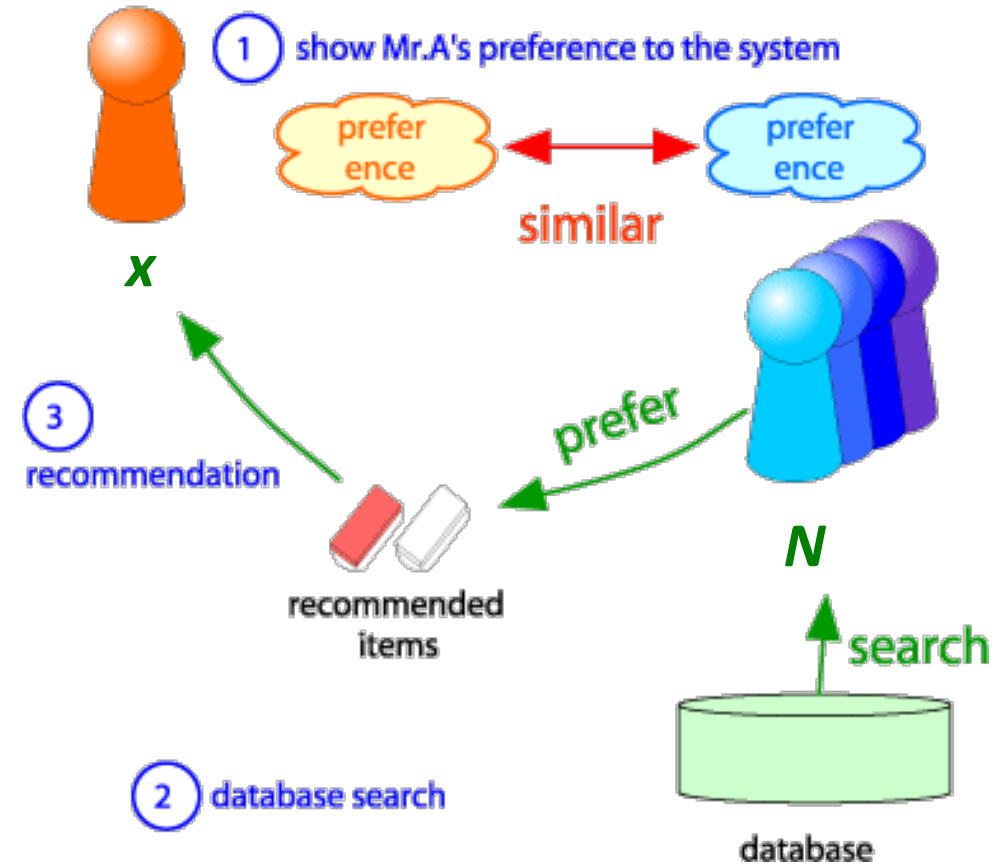 1 show Mr.A's preference to the system
prefer
ence
prefer
ence
similar
x
3
recommendation
prefer
recommended
items
N
search
2 database search
database